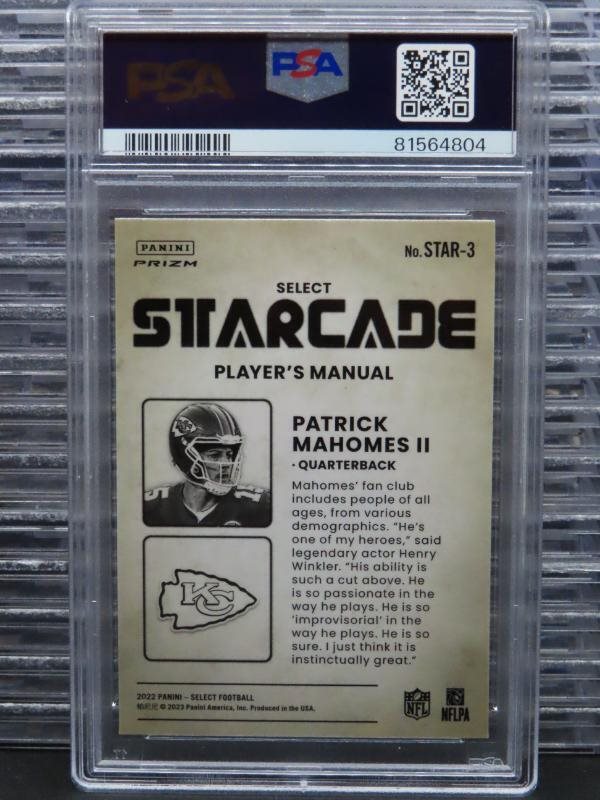 PSA
PSA
81564804
PANINI
PRIZM
No. STAR-3
SELECT
STARCADE
PLAYER'S MANUAL
PATRICK
MAHOMES II
· QUARTERBACK
Mahomes' fan club
includes people of all
ages, from various
demographics. “He's
one of my heroes,” said
legendary actor Henry
Winkler. “His ability is
such a cut above. He
is so passionate in the
way he plays. He is so
‘improvisorial’ in the
way he plays. He is so
sure. I just think it is
instinctually great.”
KC
2022 PANINI – SELECT FOOTBALL
帕尼尼 © 2023 Panini America, Inc. Produced in the USA.
NFL
NFLPA